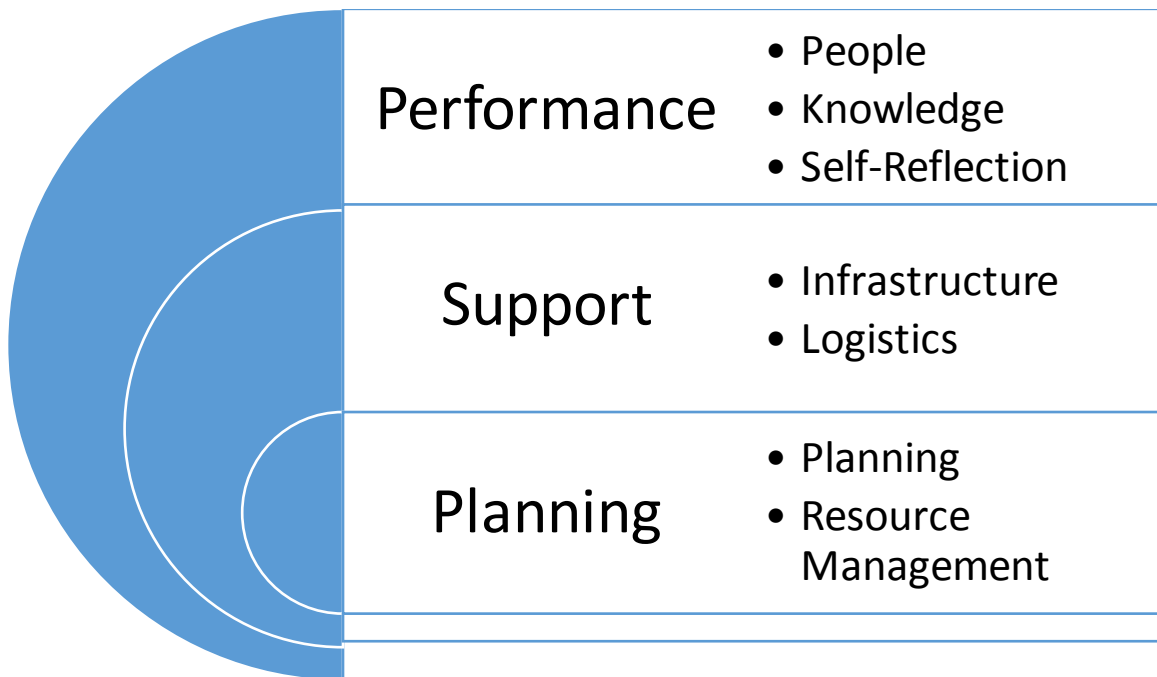 Performance
• People
• Knowledge
• Self-Reflection
Support
• Infrastructure
• Logistics
Planning
• Planning
• Resource
Management